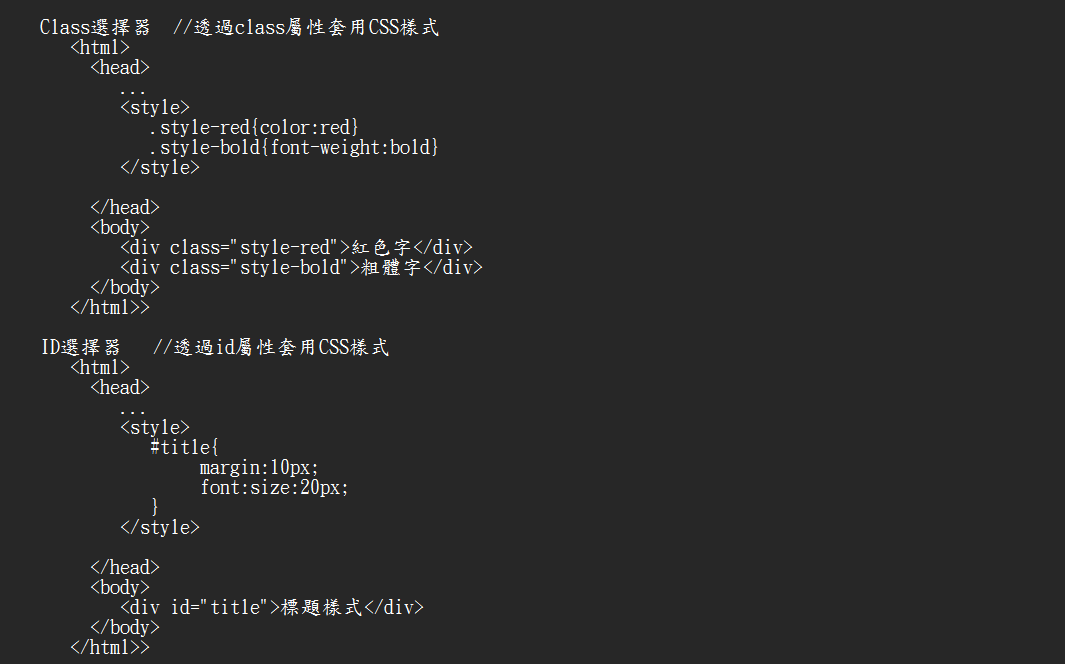 Class選擇器  //透過class屬性套用CSS樣式
<html>
<head>
...
<style>
.style-red{color:red}
.style-bold{font-weight:bold}
</style>
</head>
<body>
<div class="style-red">紅色字</div>
<div class="style-bold">粗體字</div>
</body>
</html>>
ID選擇器   //透過id屬性套用CSS樣式
<html>
<head>
...
<style>
#title{
margin:10px;
font:size:20px;
}
</style>
</head>
<body>
<div id="title">標題樣式</div>
</body>
</html>>